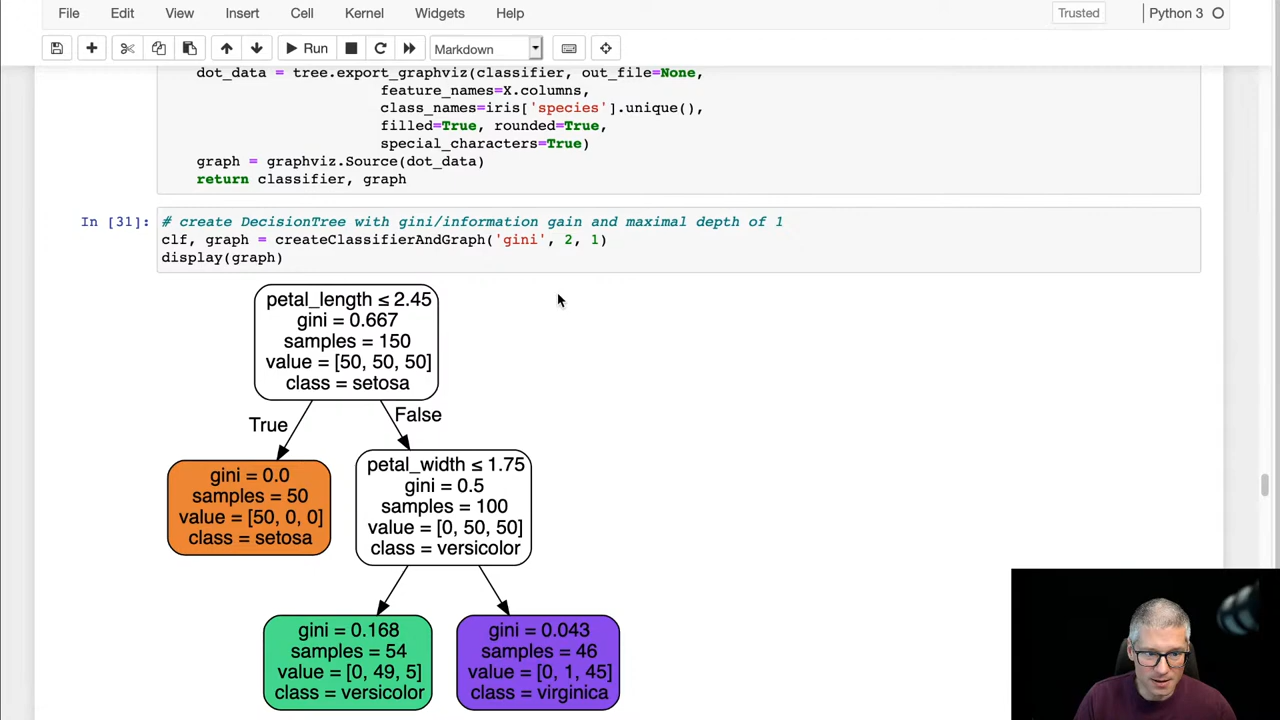 File Edit View Insert Cell Kernel Widgets Help Trusted Python 3
Run Markdown
dot_data = tree.export_graphviz(classifier, out_file=None,
feature_names=X.columns,
class_names=iris['species'].unique(),
filled=True, rounded=True,
special_characters=True)
graph = graphviz.Source(dot_data)
return classifier, graph
In [31]:
# create DecisionTree with gini/information gain and maximal depth of 1
clf, graph = createClassifierAndGraph('gini', 2, 1)
display(graph)
petal_length ≤ 2.45
gini = 0.667
samples = 150
value = [50, 50, 50]
class = setosa
True
False
gini = 0.0
samples = 50
value = [50, 0, 0]
class = setosa
petal_width ≤ 1.75
gini = 0.5
samples = 100
value = [0, 50, 50]
class = versicolor
gini = 0.168
samples = 54
value = [0, 49, 5]
class = versicolor
gini = 0.043
samples = 46
value = [0, 1, 45]
class = virginica